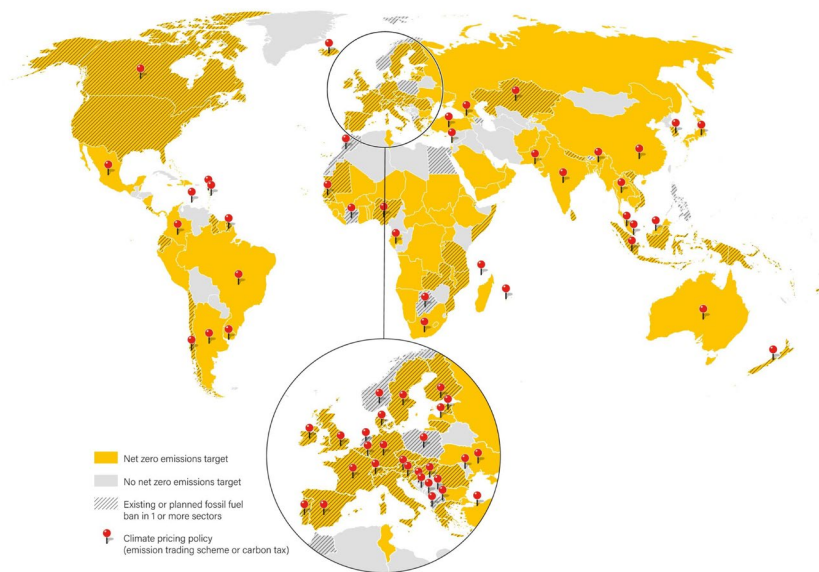 Net zero emissions target
No net zero emissions target
Existing or planned fossil fuel
ban in 1 or more sectors
Climate pricing policy
(emission trading scheme or carbon tax)